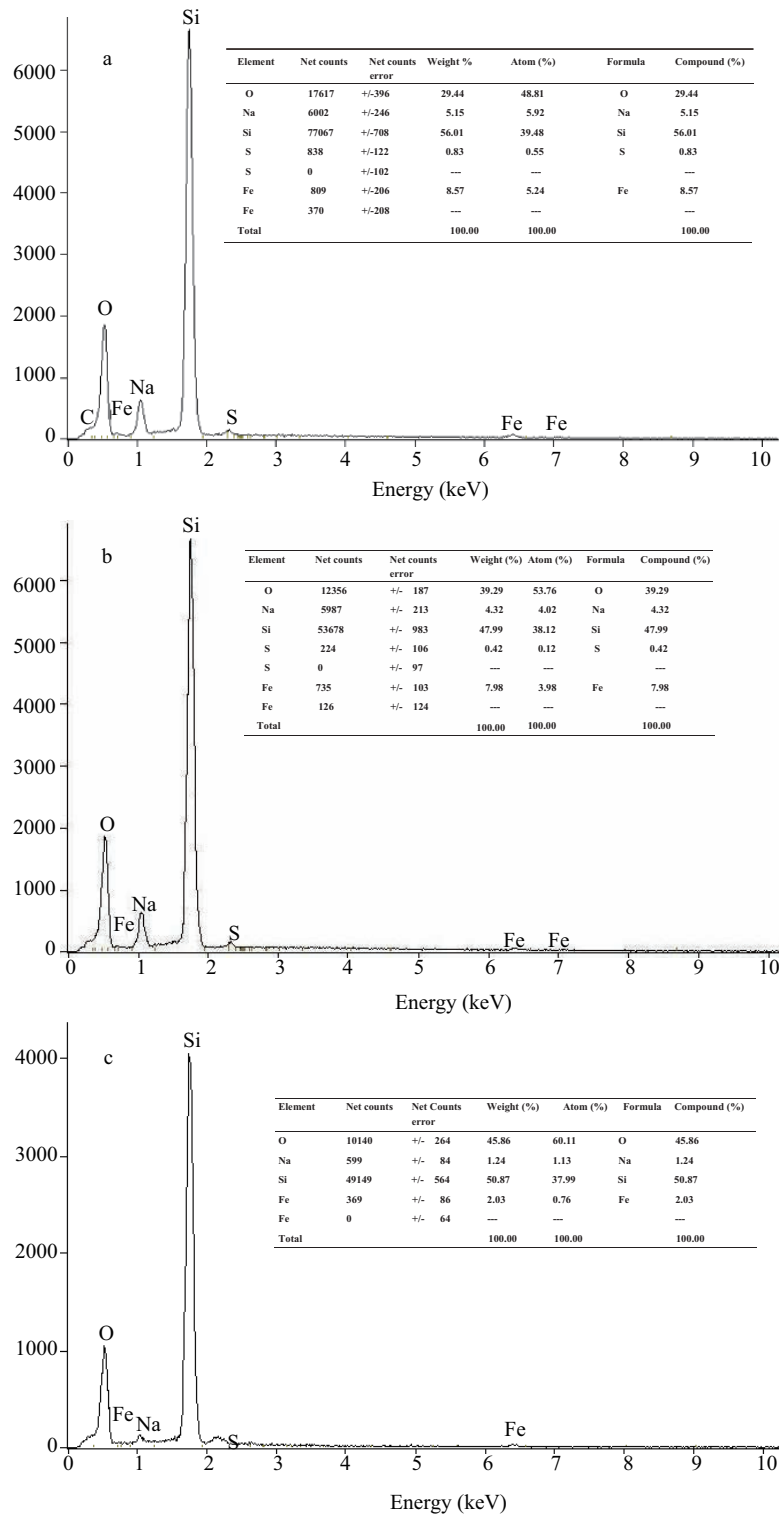 Si
6000
a
5000
4000
3000
2000
1000
0
Element Net counts Net counts error Weight % Atom (%) Formula Compound (%)
O 17617 +/-396 29.44 48.81 O 29.44
Na 6002 +/-246 5.15 5.92 Na 5.15
Si 77067 +/-708 56.01 39.48 Si 56.01
S 838 +/-122 0.83 0.55 S 0.83
S 0 +/-102 --- --- ---
Fe 809 +/-206 8.57 5.24 Fe 8.57
Fe 370 +/-208 --- --- ---
Total 100.00 100.00 100.00
O
C Fe Na S Fe Fe
0 1 2 3 4 5 6 7 8 9 10
Energy (keV)
Si
b
6000
5000
4000
3000
2000
1000
0
Element Net counts Net counts error Weight (%) Atom (%) Formula Compound (%)
O 12356 +/- 187 39.29 53.76 O 39.29
Na 5987 +/- 213 4.32 4.02 Na 4.32
Si 53678 +/- 983 47.99 38.12 Si 47.99
S 224 +/- 106 0.42 0.12 S 0.42
S 0 +/- 97 --- --- ---
Fe 735 +/- 103 7.98 3.98 Fe 7.98
Fe 126 +/- 124 --- --- ---
Total 100.00 100.00 100.00
O
Fe Na S Fe Fe
0 1 2 3 4 5 6 7 8 9 10
Energy (keV)
Si
c
4000
3000
2000
1000
0
Element Net counts Net Counts error Weight (%) Atom (%) Formula Compound (%)
O 10140 +/- 264 45.86 60.11 O 45.86
Na 599 +/- 84 1.24 1.13 Na 1.24
Si 49149 +/- 564 50.87 37.99 Si 50.87
Fe 369 +/- 86 2.03 0.76 Fe 2.03
Fe 0 +/- 64 --- --- ---
Total 100.00 100.00 100.00
O
Fe Na S Fe
0 1 2 3 4 5 6 7 8 9 10
Energy (keV)